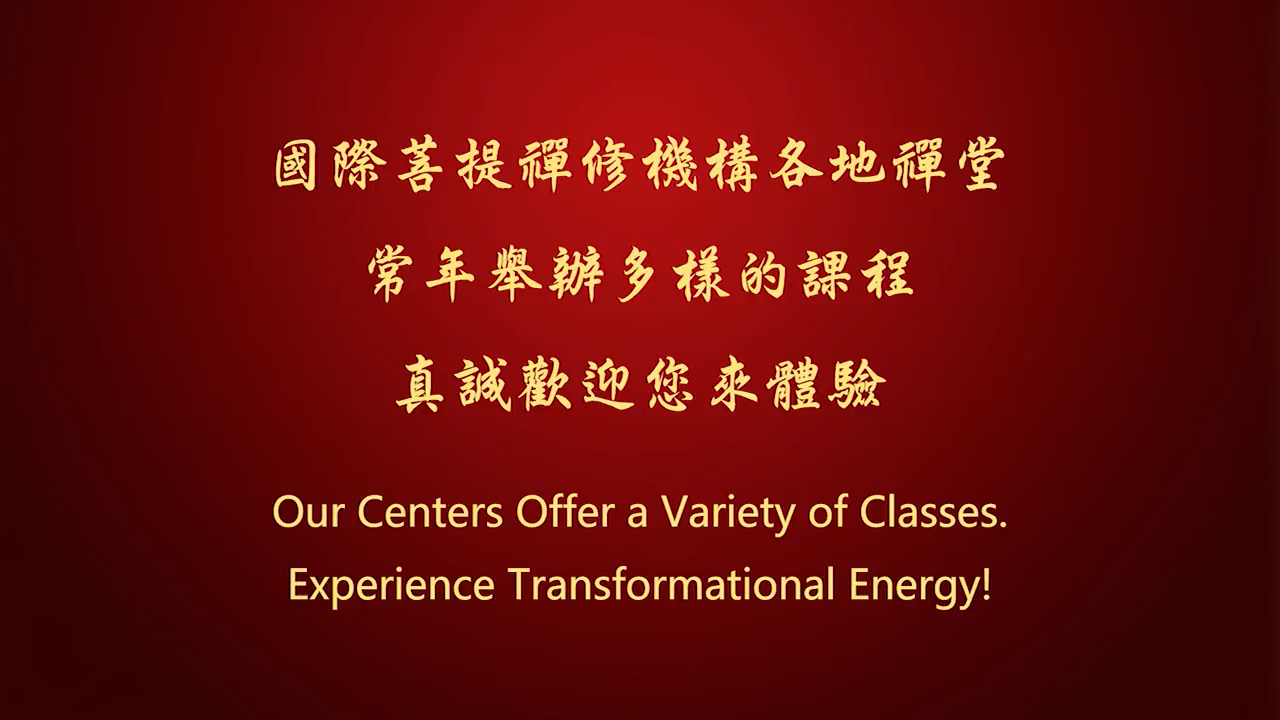 國際菩提禪修機構各地禪堂
常年舉辦多樣的課程
真誠歡迎您來體驗
Our Centers Offer a Variety of Classes.
Experience Transformational Energy!